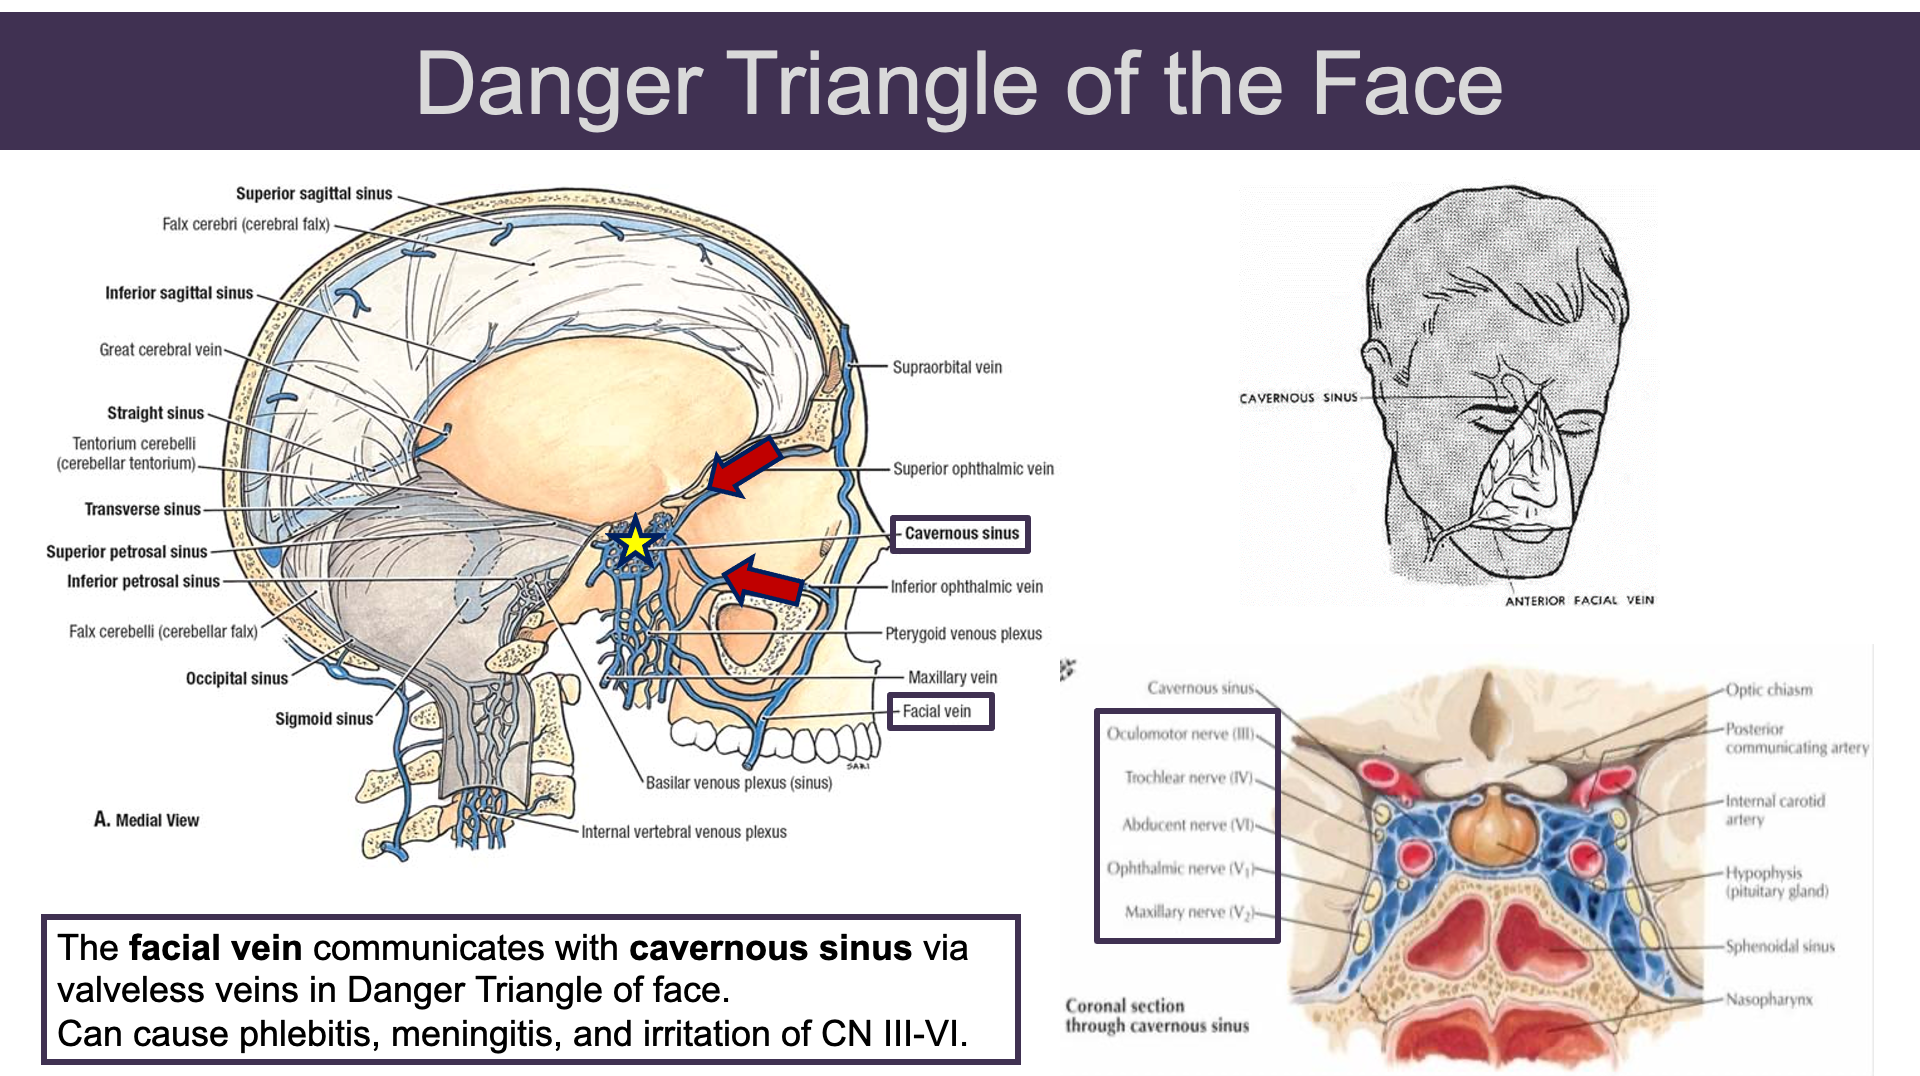 Danger Triangle of the Face
Superior sagittal sinus
Falx cerebri (cerebral falx)
Inferior sagittal sinus
Great cerebral vein
Straight sinus
Tentorium cerebelli
(cerebellar tentorium)
Transverse sinus
Superior petrosal sinus
Inferior petrosal sinus
Falx cerebelli (cerebellar falx)
Occipital sinus
Sigmoid sinus
A. Medial View
Supraorbital vein
Superior ophthalmic vein
Cavernous sinus
Inferior ophthalmic vein
Pterygoid venous plexus
Maxillary vein
Facial vein
SARI
Basilar venous plexus (sinus)
Internal vertebral venous plexus
CAVERNOUS SINUS
ANTERIOR FACIAL VEIN
Cavernous sinus
Oculomotor nerve (III)
Trochlear nerve (IV)
Abducent nerve (VI)
Ophthalmic nerve (V1)
Maxillary nerve (V2)
Optic chiasm
Posterior
communicating artery
Internal carotid
artery
Hypophysis
(pituitary gland)
Sphenoidal sinus
Nasopharynx
Coronal section
through cavernous sinus
The facial vein communicates with cavernous sinus via
valveless veins in Danger Triangle of face.
Can cause phlebitis, meningitis, and irritation of CN III-VI.